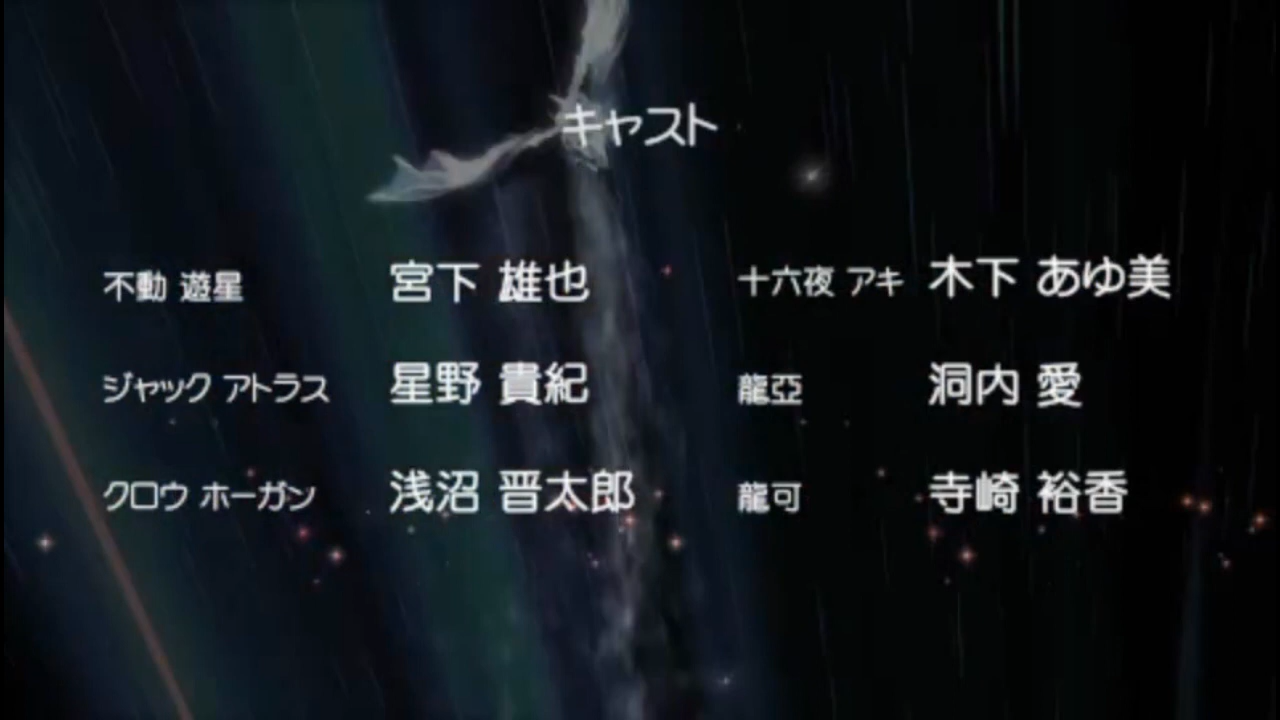 キャスト
不動 遊星 宮下 雄也 十六夜 アキ 木下 あゆ美
ジャック アトラス 星野 貴紀 龍亞 洞内 愛
クロウ ホーガン 浅沼 晋太郎 龍可 寺崎 裕香